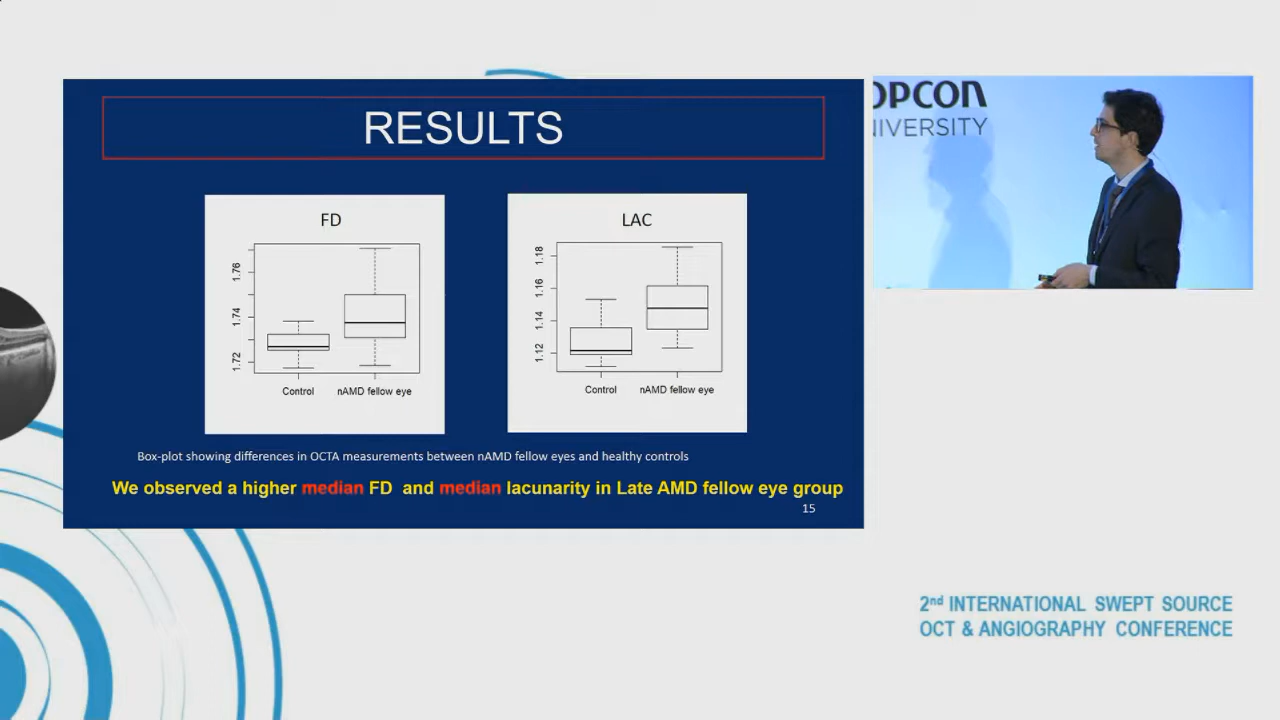 RESULTS
FD
1.76
1.74
1.72
Control nAMD fellow eye
LAC
1.18
1.16
1.14
1.12
Control nAMD fellow eye
Box-plot showing differences in OCTA measurements between nAMD fellow eyes and healthy controls
We observed a higher median FD and median lacunarity in Late AMD fellow eye group
15
OPCON
NIVERSITY
2nd INTERNATIONAL SWEPT SOURCE
OCT & ANGIOGRAPHY CONFERENCE